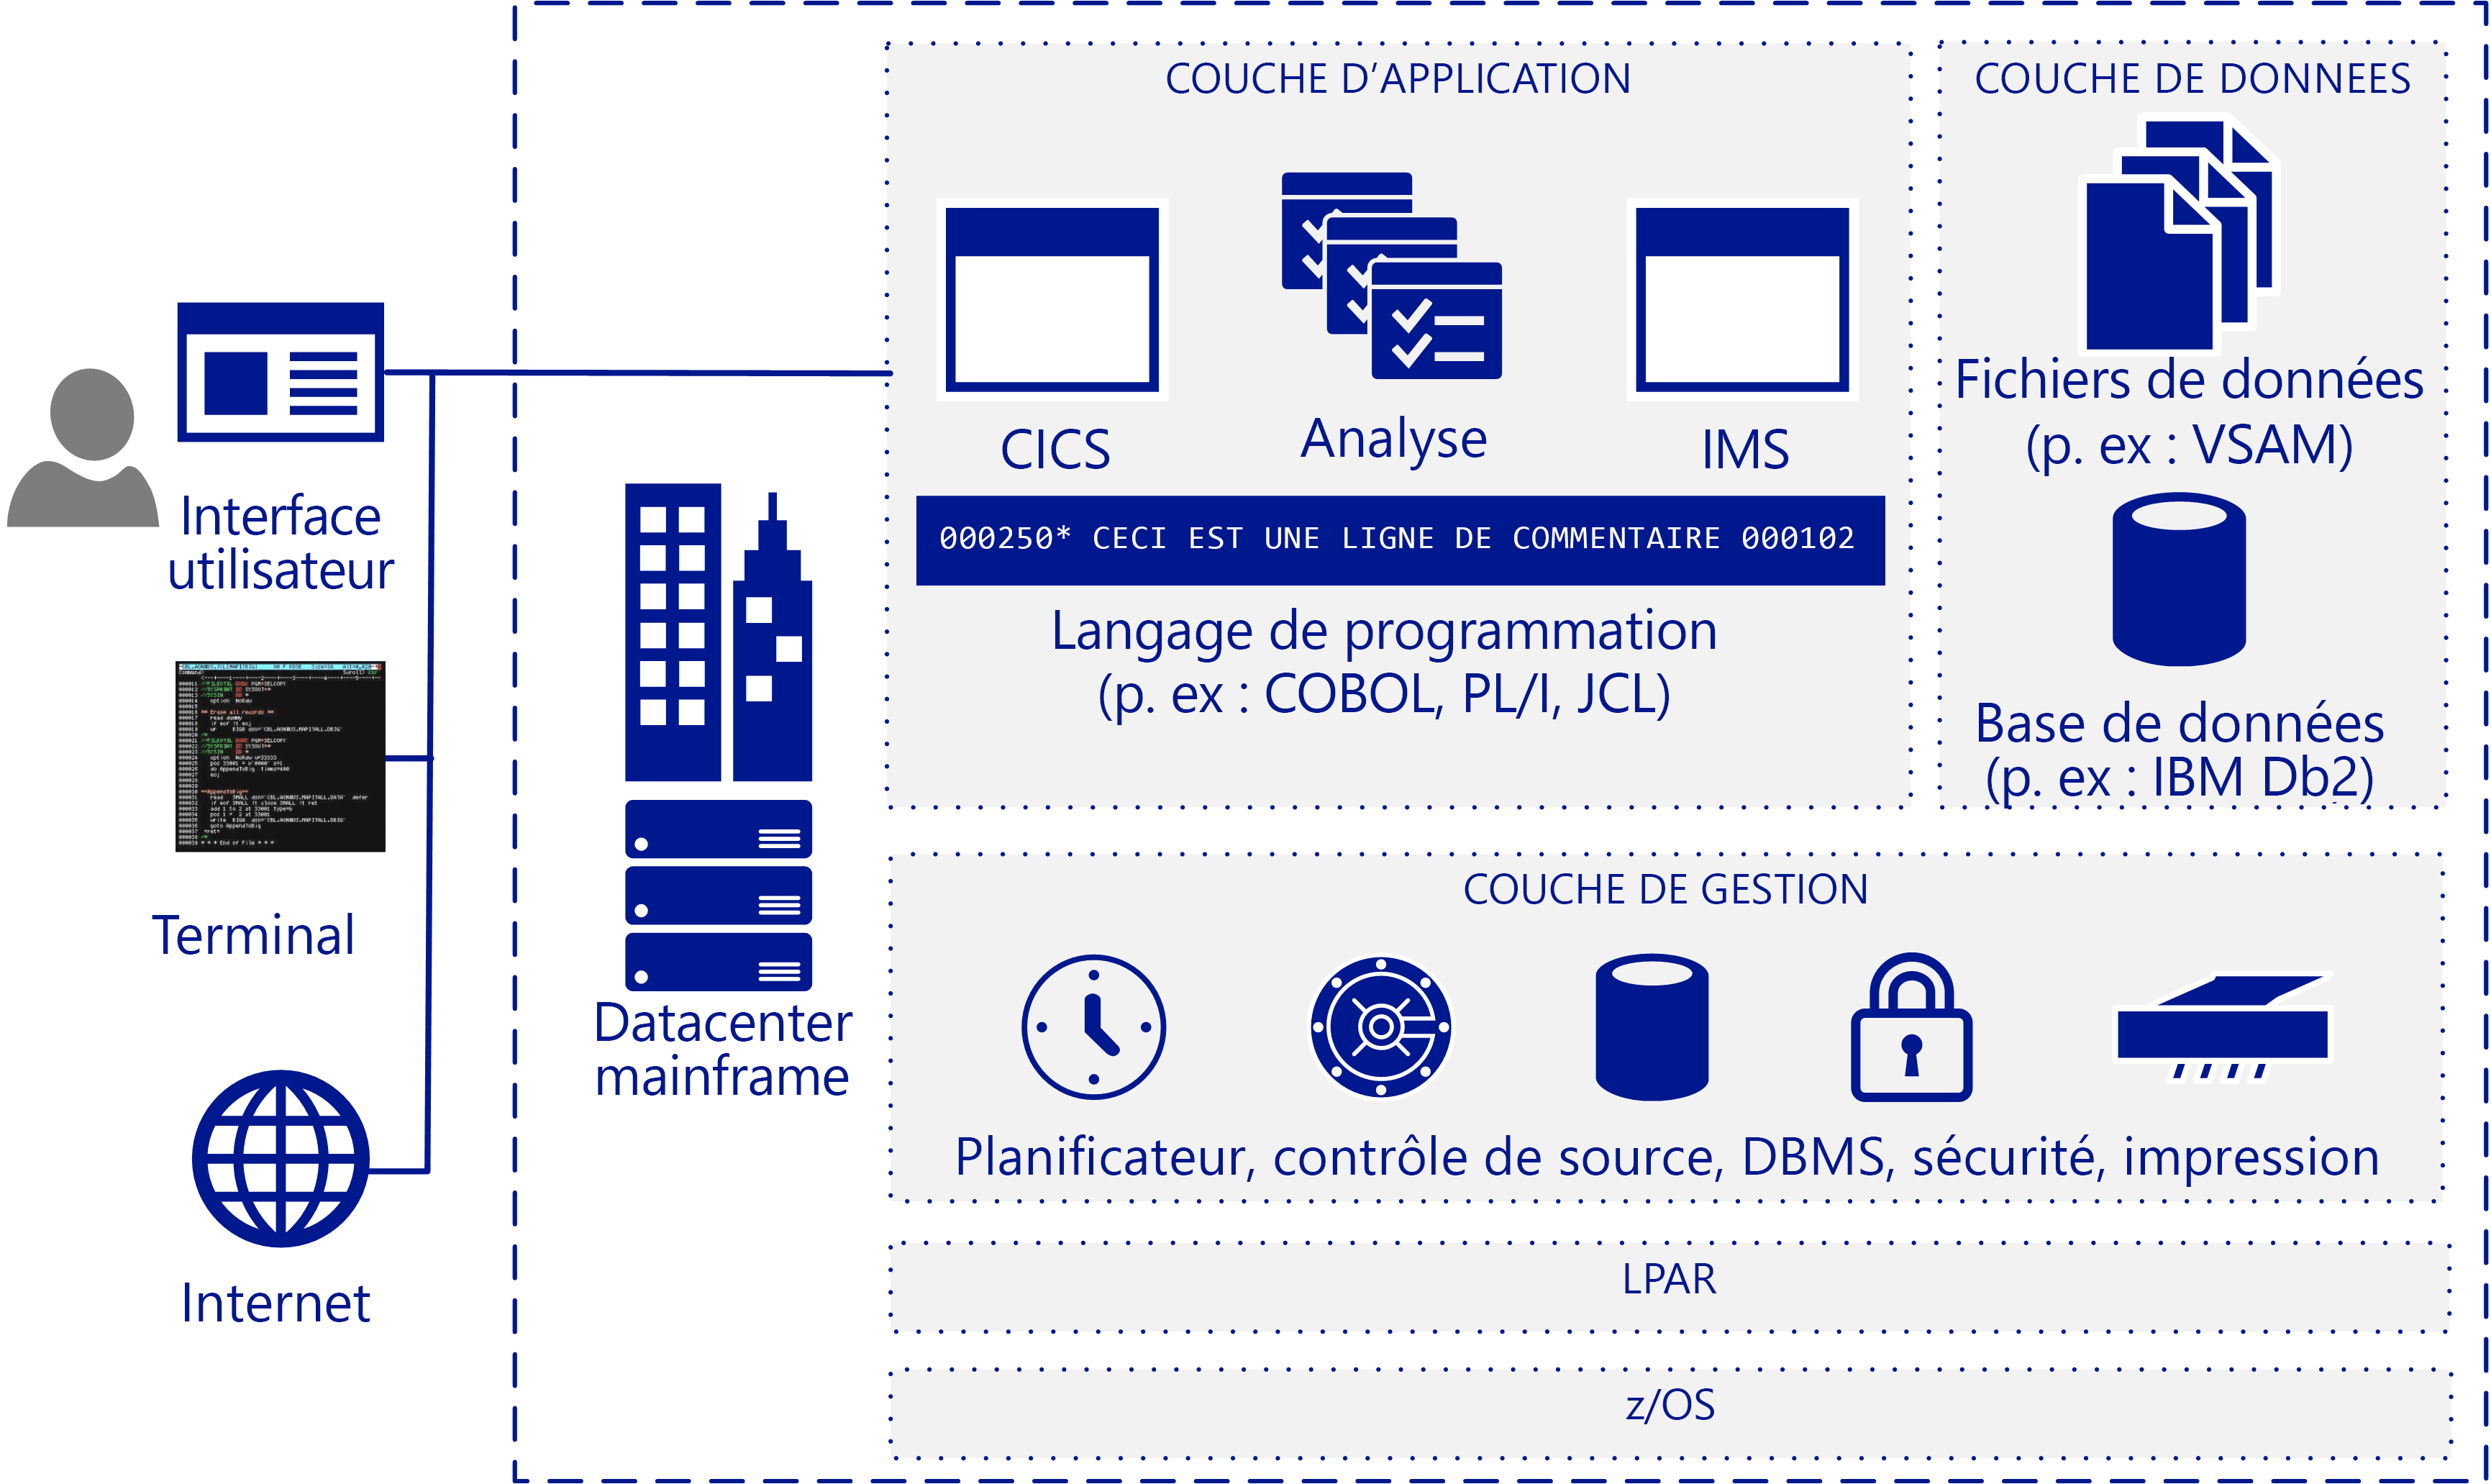 COUCHE D’APPLICATION
COUCHE DE DONNEES
CICS
Analyse
IMS
000250* CECI EST UNE LIGNE DE COMMENTAIRE 000102
Langage de programmation
(p. ex : COBOL, PL/I, JCL)
Fichiers de données
(p. ex : VSAM)
Base de données
(p. ex : IBM Db2)
Interface
utilisateur
Terminal
Internet
Datacenter
mainframe
COUCHE DE GESTION
Planificateur, contrôle de source, DBMS, sécurité, impression
LPAR
z/OS